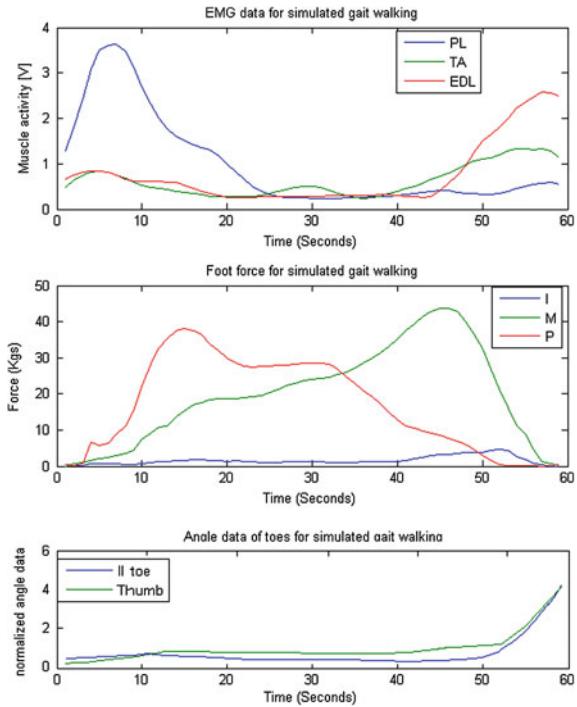 EMG data for simulated gait walking
Muscle activity [V]
4
3
2
1
0
PL
TA
EDL
0 10 20 30 40 50 60
Time (Seconds)
Foot force for simulated gait walking
Force (Kgs)
50
40
30
20
10
0
I
M
P
0 10 20 30 40 50 60
Time (Seconds)
Angle data of toes for simulated gait walking
normalized angle data
6
4
2
0
II toe
Thumb
0 10 20 30 40 50 60
Time (Seconds)